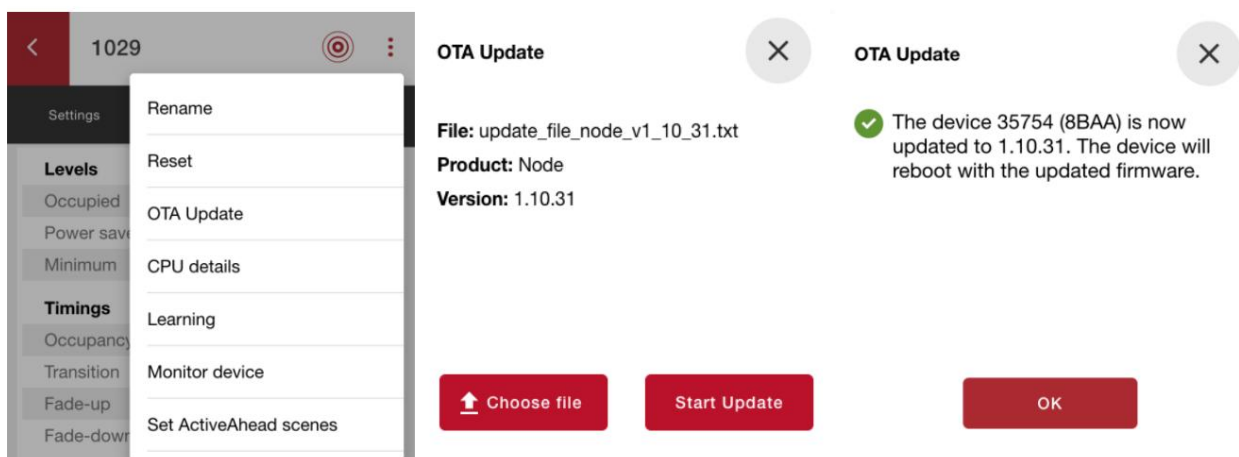 1029
Settings
Levels
Occupied
Power save
Minimum
Timings
Occupancy
Transition
Fade-up
Fade-down
Rename
Reset
OTA Update
CPU details
Learning
Monitor device
Set ActiveAhead scenes
OTA Update
File: update_file_node_v1_10_31.txt
Product: Node
Version: 1.10.31
Choose file
Start Update
OTA Update
The device 35754 (8BAA) is now
updated to 1.10.31. The device will
reboot with the updated firmware.
OK